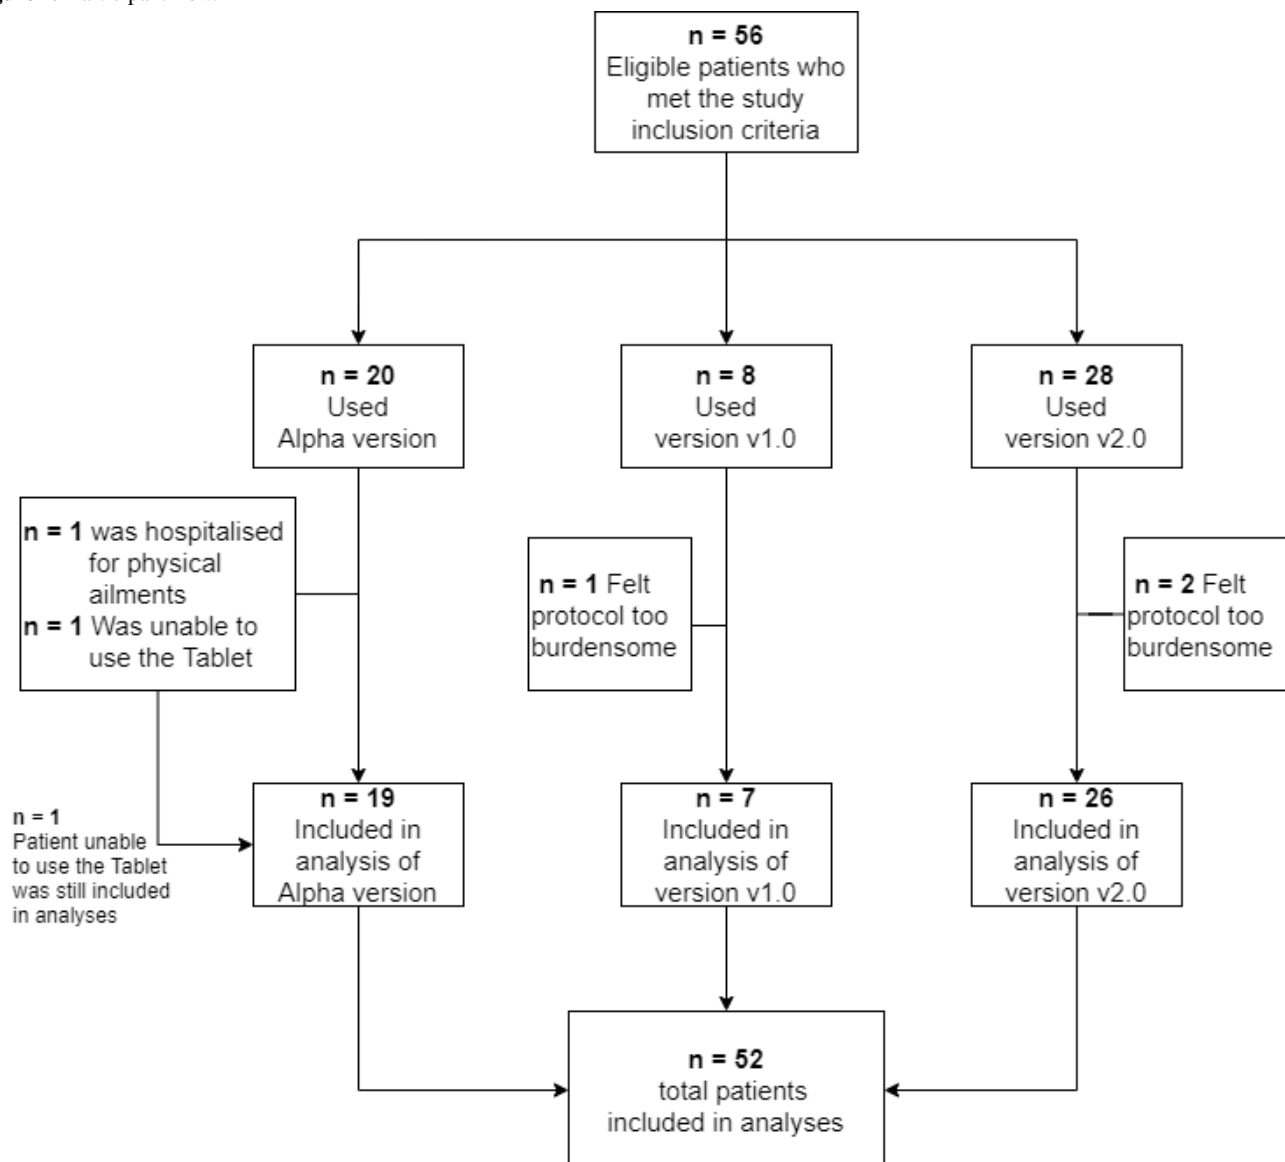 n = 56
Eligible patients who
met the study
inclusion criteria
n = 20
Used
Alpha version
n = 8
Used
version v1.0
n = 28
Used
version v2.0
n = 1 was hospitalised
for physical
ailments
n = 1 Was unable to
use the Tablet
n = 1 Felt
protocol too
burdensome
n = 2 Felt
protocol too
burdensome
n = 1
Patient unable
to use the Tablet
was still included
in analyses
n = 19
Included in
analysis of
Alpha version
n = 7
Included in
analysis of
version v1.0
n = 26
Included in
analysis of
version v2.0
n = 52
total patients
included in analyses